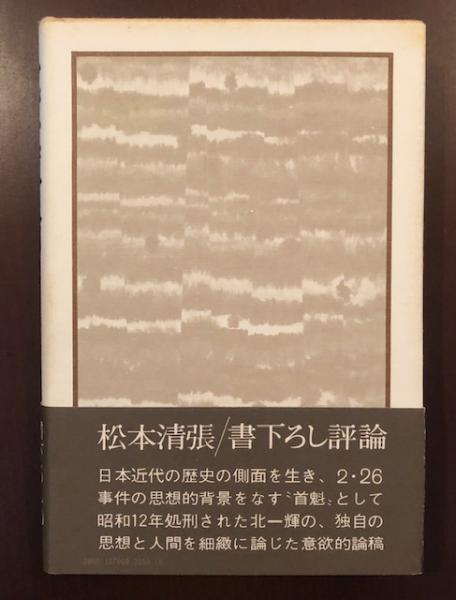 松本清張/書下ろし評論
日本近代の歴史の側面を生き、2・26
事件の思想的背景をなす〝首魁〟として
昭和12年処刑された北一輝の、独自の
思想と人間を細緻に論じた意欲的論稿